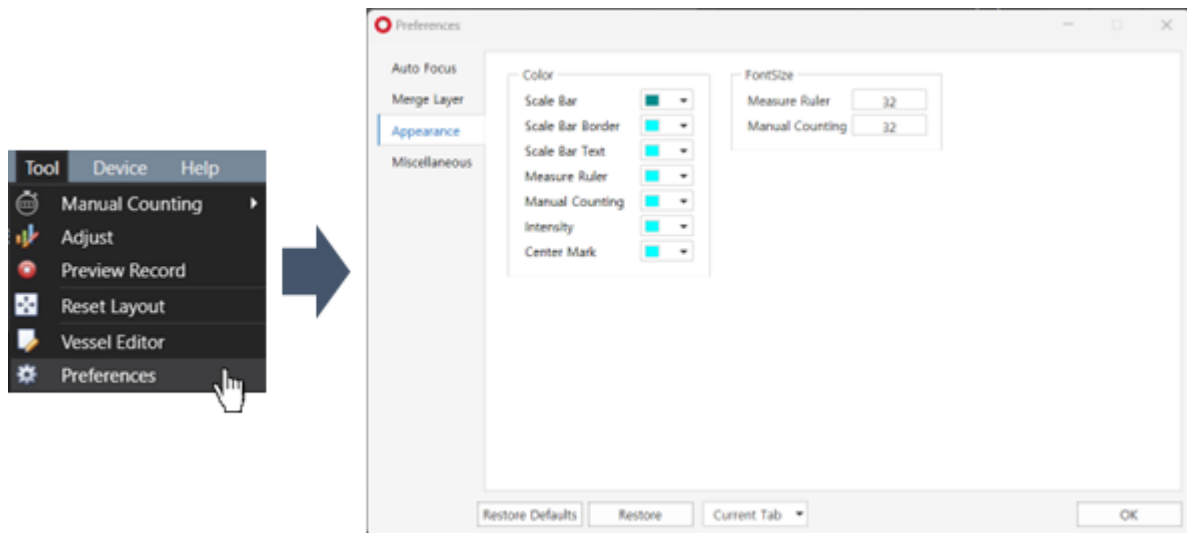 Tool Device Help
Manual Counting
Adjust
Preview Record
Reset Layout
Vessel Editor
Preferences
Preferences
Auto Focus
Merge Layer
Appearance
Miscellaneous
Color
Scale Bar
Scale Bar Border
Scale Bar Text
Measure Ruler
Manual Counting
Intensity
Center Mark
FontSize
Measure Ruler 32
Manual Counting 32
Restore Defaults Restore Current Tab OK